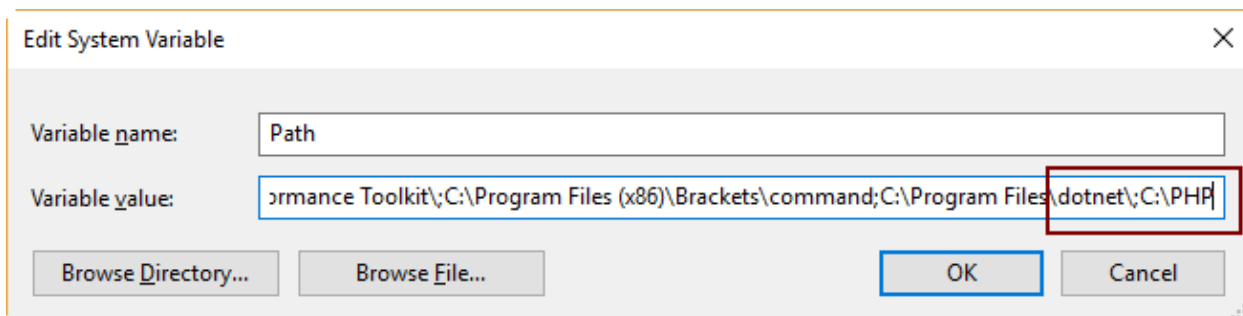 Edit System Variable
Variable name:
Path
Variable value:
ormance Toolkit\;C:\Program Files (x86)\Brackets\command;C:\Program Files\dotnet\;C:\PHP
Browse Directory... Browse File... OK Cancel